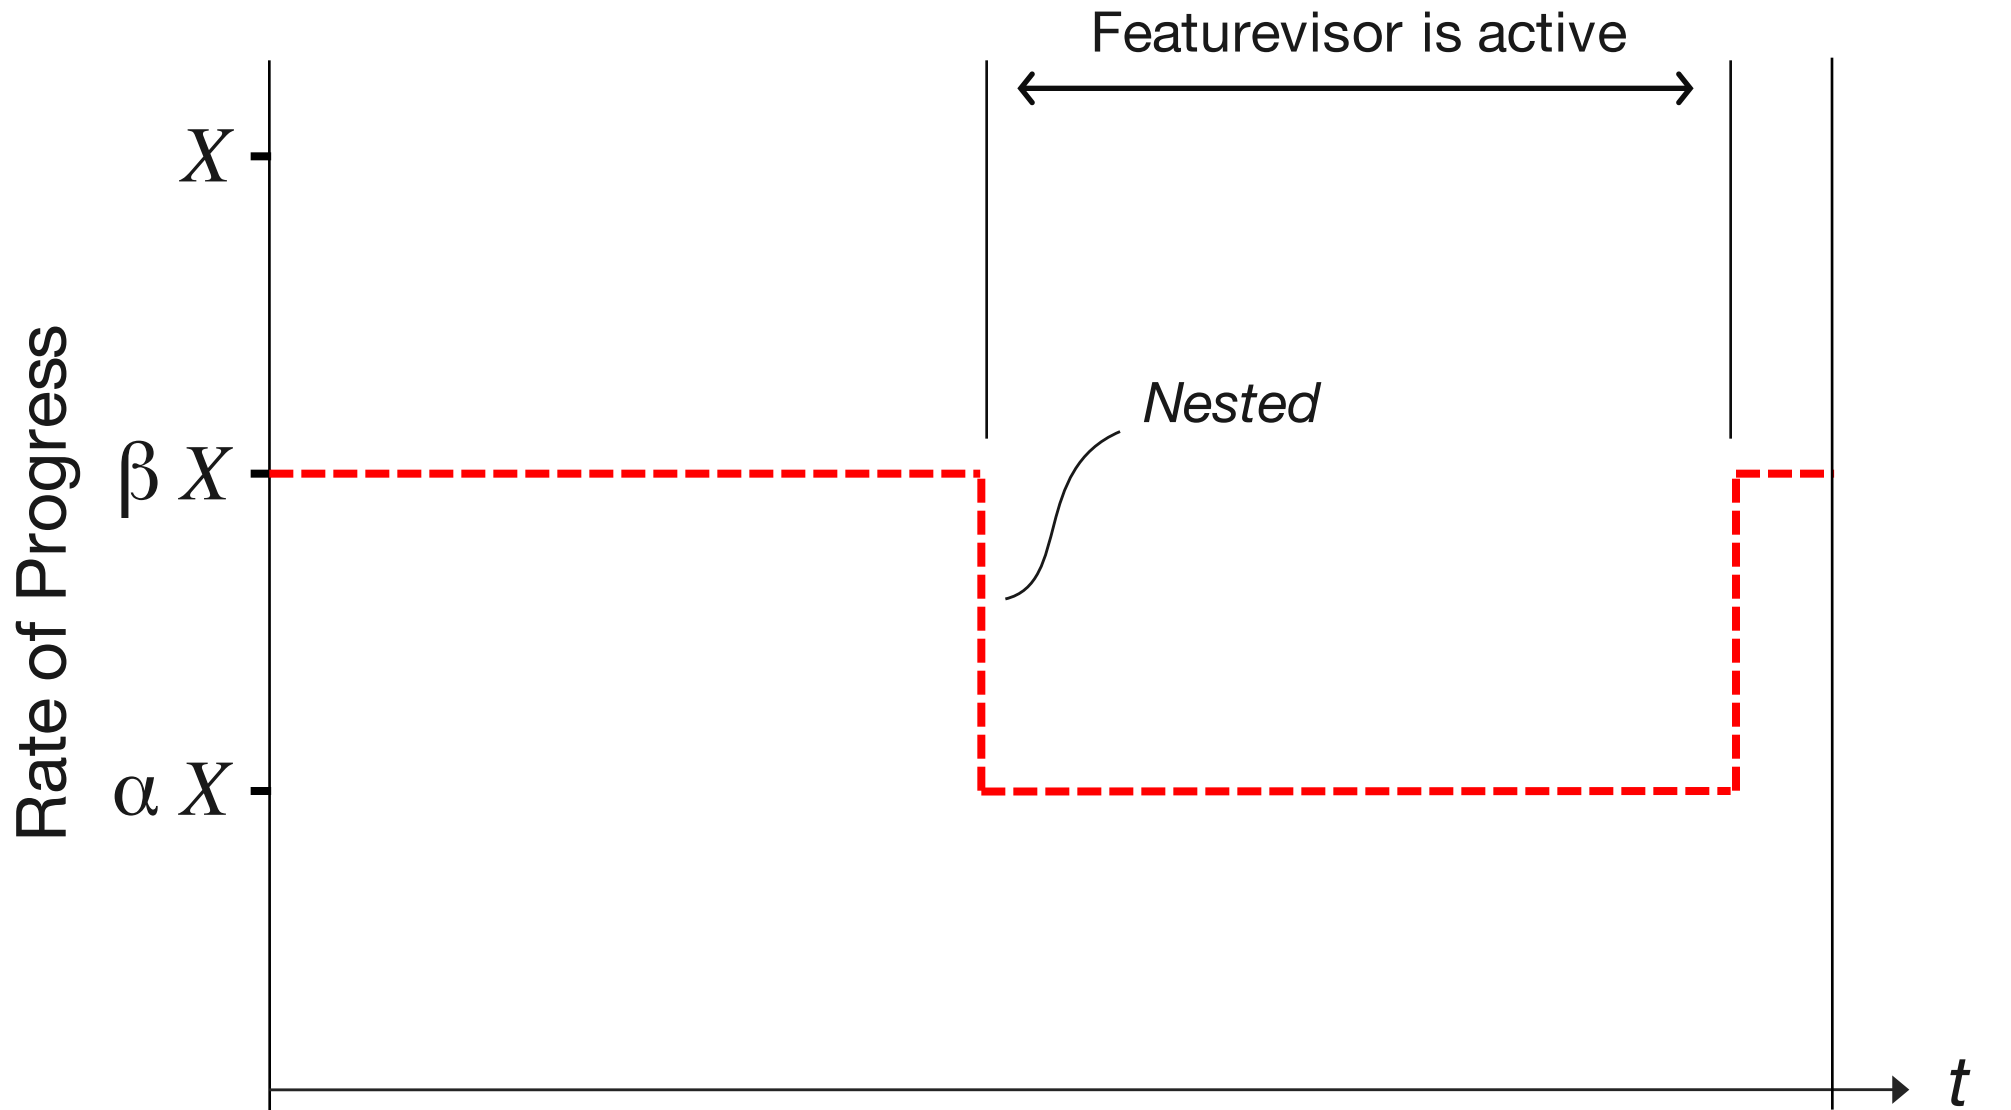 Featurevisor is active
X
Nested
β X
Rate of Progress
α X
t